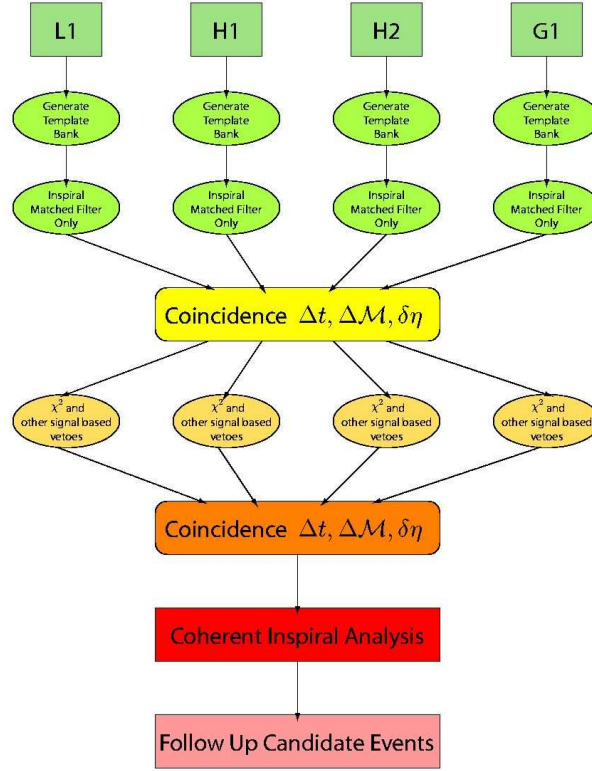 L1 H1 H2 G1
Generate
Template
Bank
Generate
Template
Bank
Generate
Template
Bank
Generate
Template
Bank
Inspiral
Matched Filter
Only
Inspiral
Matched Filter
Only
Inspiral
Matched Filter
Only
Inspiral
Matched Filter
Only
Coincidence Δt, Δℳ, δη
χ² and
other signal based
vetoes
χ² and
other signal based
vetoes
χ² and
other signal based
vetoes
χ² and
other signal based
vetoes
Coincidence Δt, Δℳ, δη
Coherent Inspiral Analysis
Follow Up Candidate Events